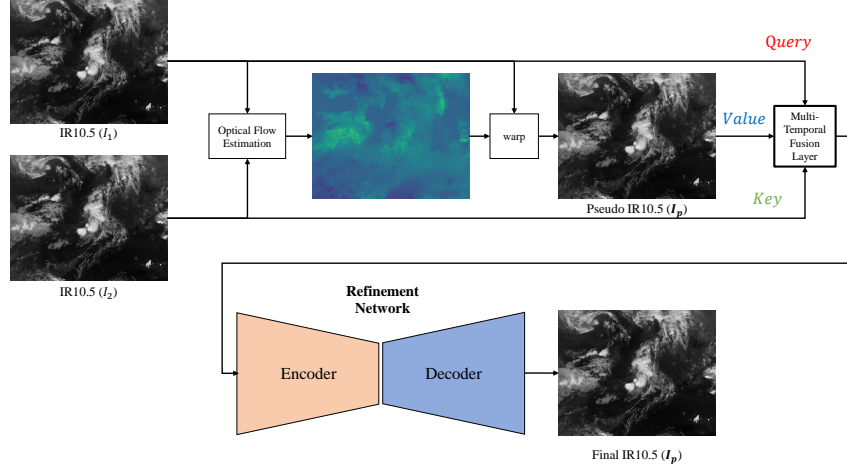 IR10.5 (I₁)
Optical Flow
Estimation
warp
Pseudo IR10.5 (Iₚ)
Query
Value
Key
Multi-
Temporal
Fusion
Layer
IR10.5 (I₂)
Refinement
Network
Encoder
Decoder
Final IR10.5 (Iₚ)